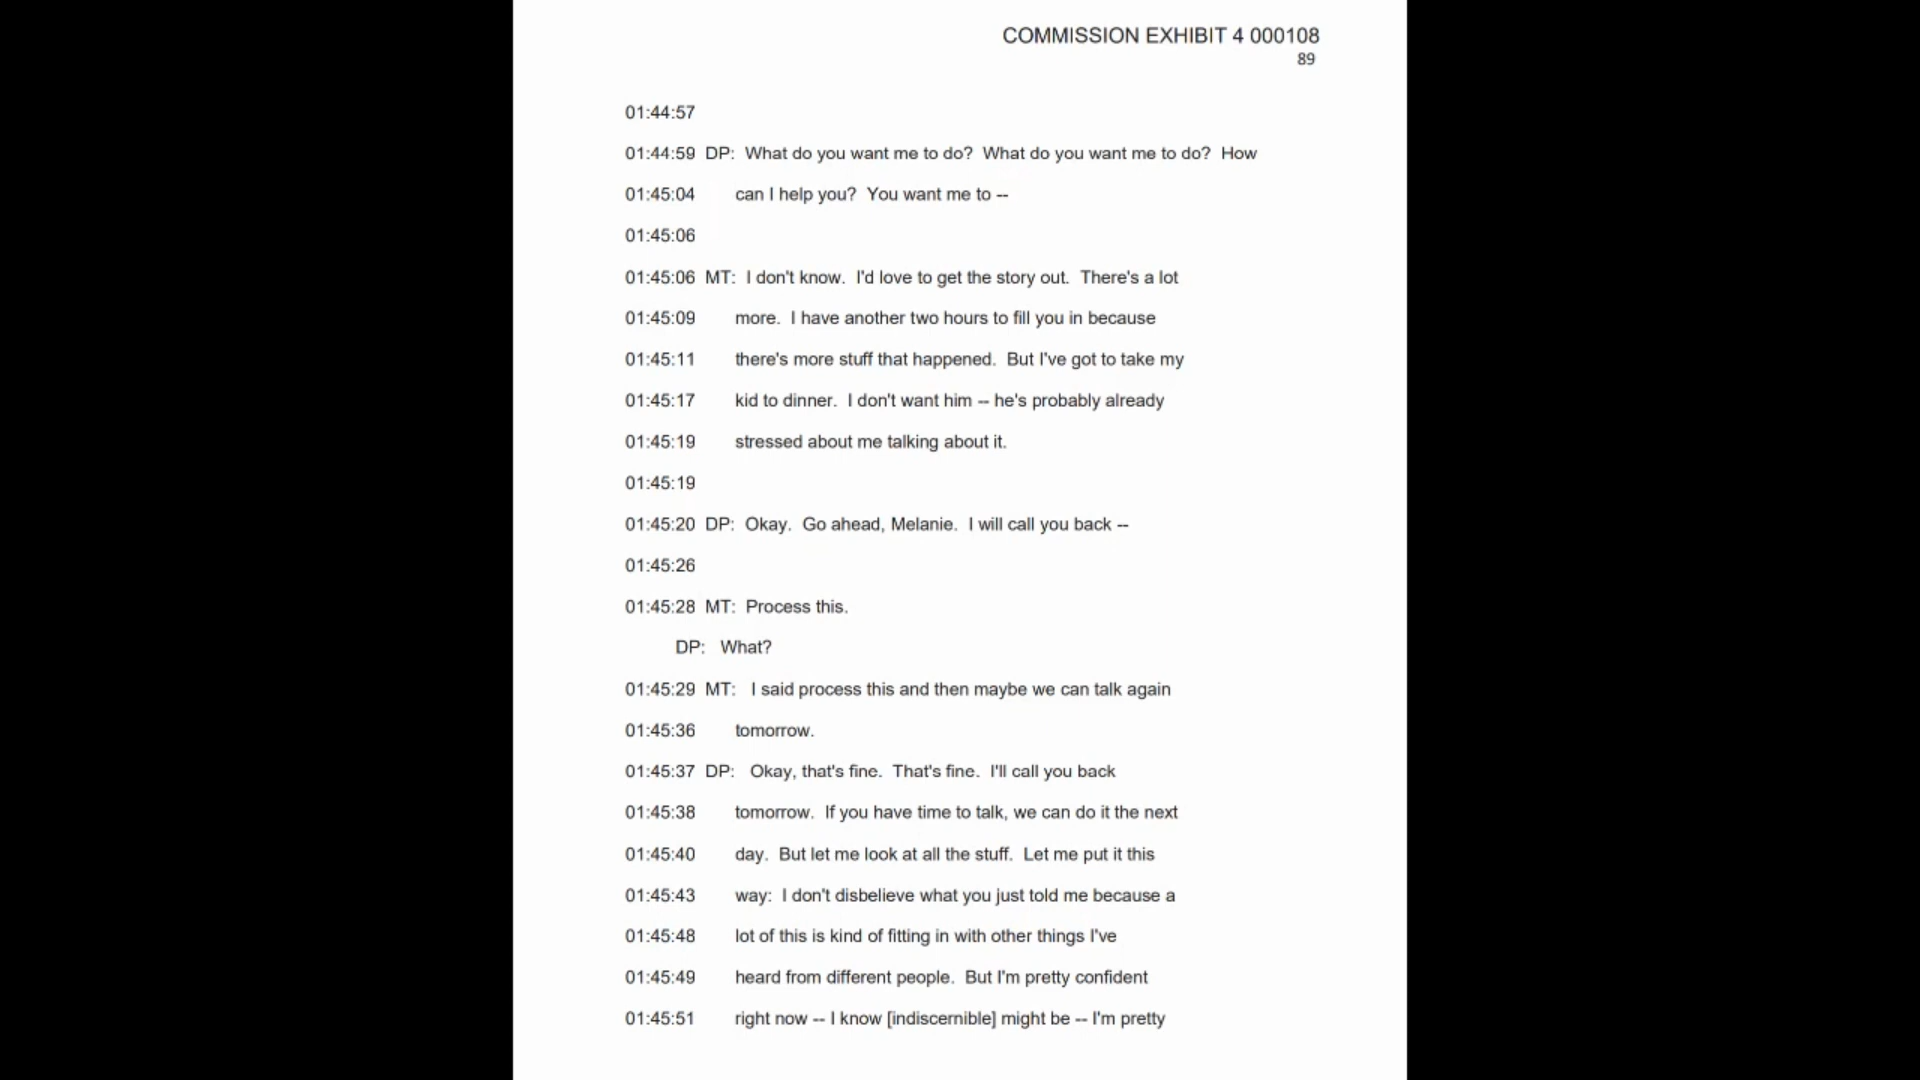 COMMISSION EXHIBIT 4 000108
89
01:44:57
01:44:59 DP: What do you want me to do? What do you want me to do? How
01:45:04 can I help you? You want me to --
01:45:06
01:45:06 MT: I don't know. I'd love to get the story out. There's a lot
01:45:09 more. I have another two hours to fill you in because
01:45:11 there's more stuff that happened. But I've got to take my
01:45:17 kid to dinner. I don't want him -- he's probably already
01:45:19 stressed about me talking about it.
01:45:19
01:45:20 DP: Okay. Go ahead, Melanie. I will call you back --
01:45:26
01:45:28 MT: Process this.
DP: What?
01:45:29 MT: I said process this and then maybe we can talk again
01:45:36 tomorrow.
01:45:37 DP: Okay, that's fine. That's fine. I'll call you back
01:45:38 tomorrow. If you have time to talk, we can do it the next
01:45:40 day. But let me look at all the stuff. Let me put it this
01:45:43 way: I don't disbelieve what you just told me because a
01:45:48 lot of this is kind of fitting in with other things I've
01:45:49 heard from different people. But I'm pretty confident
01:45:51 right now -- I know [indiscernible] might be -- I'm pretty